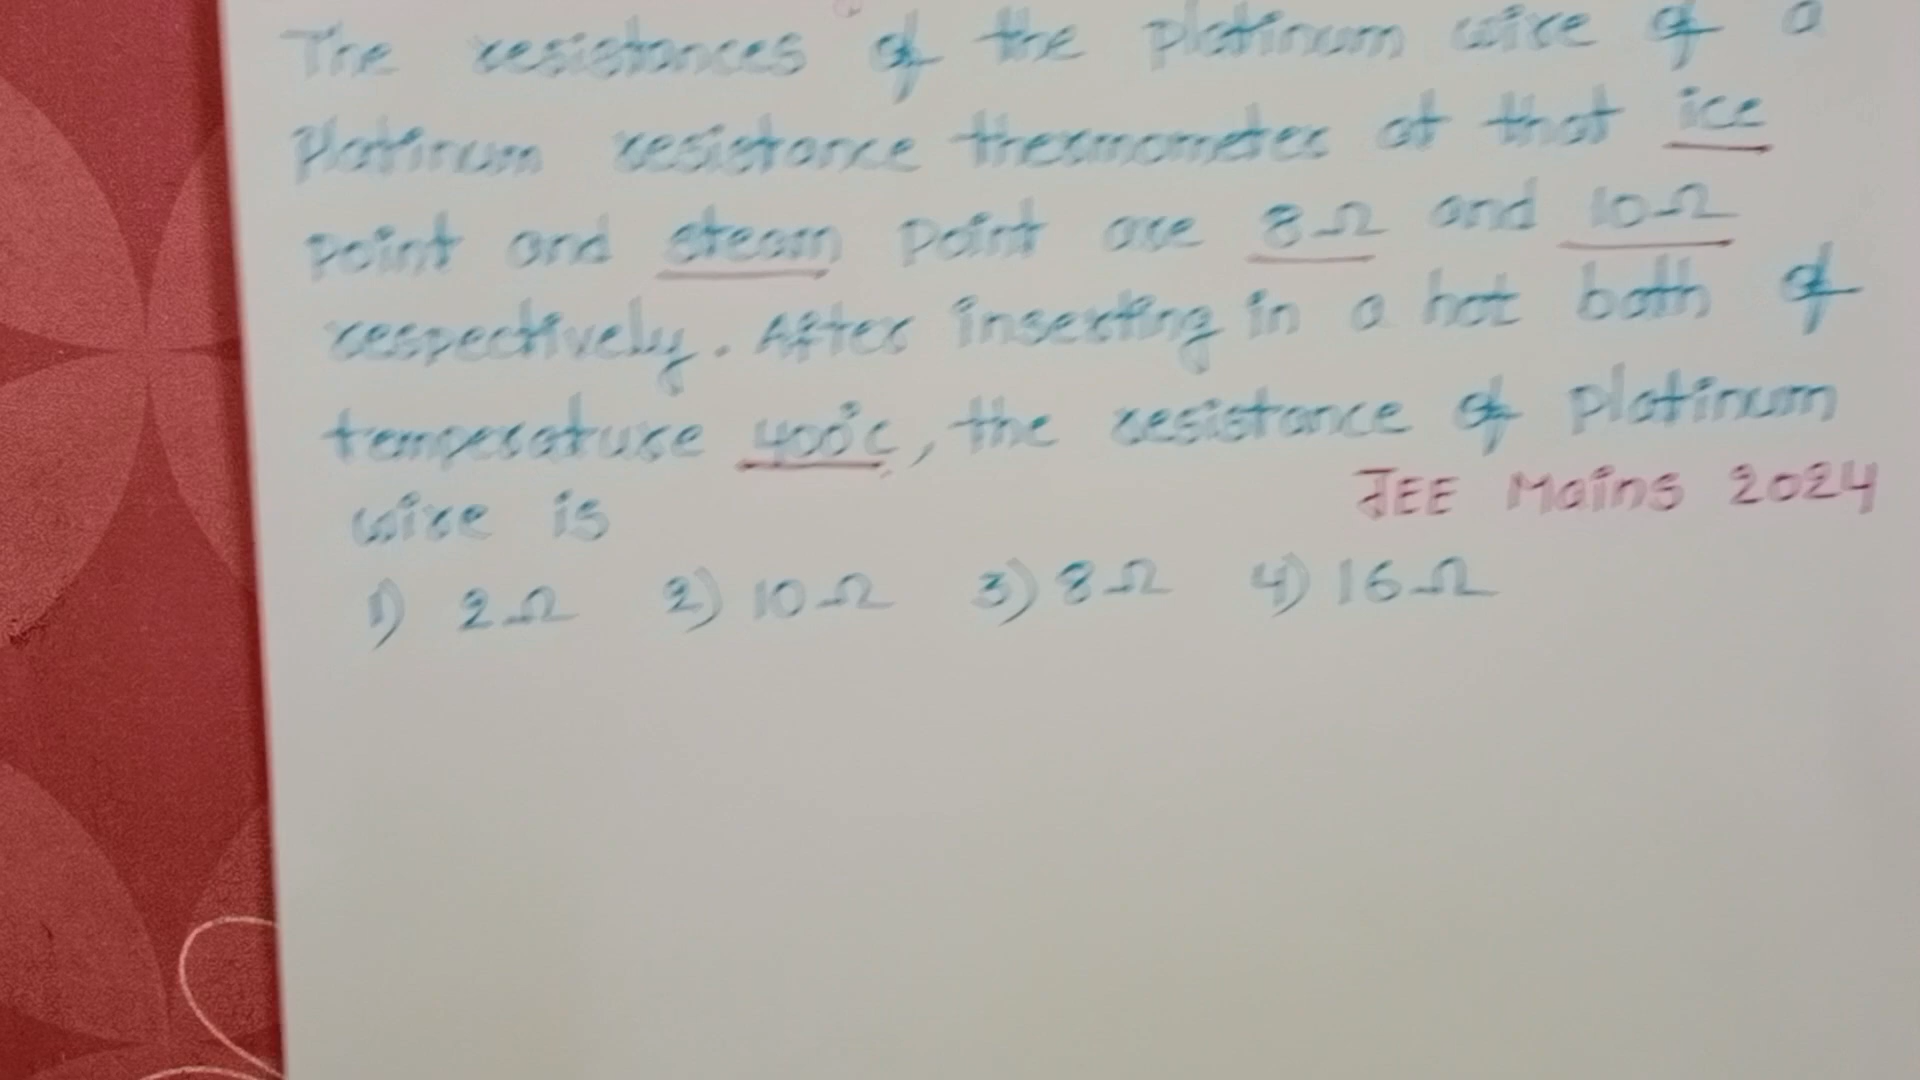 The resistances of the platinum wire of a
Platinum resistance thermometer at that ice
point and steam point are 8Ω and 10Ω
respectively. After inserting in a hot bath of
temperature 400°c, the resistance of platinum
wire is
JEE Mains 2024
1) 2Ω 2) 10Ω 3) 8Ω 4) 16Ω